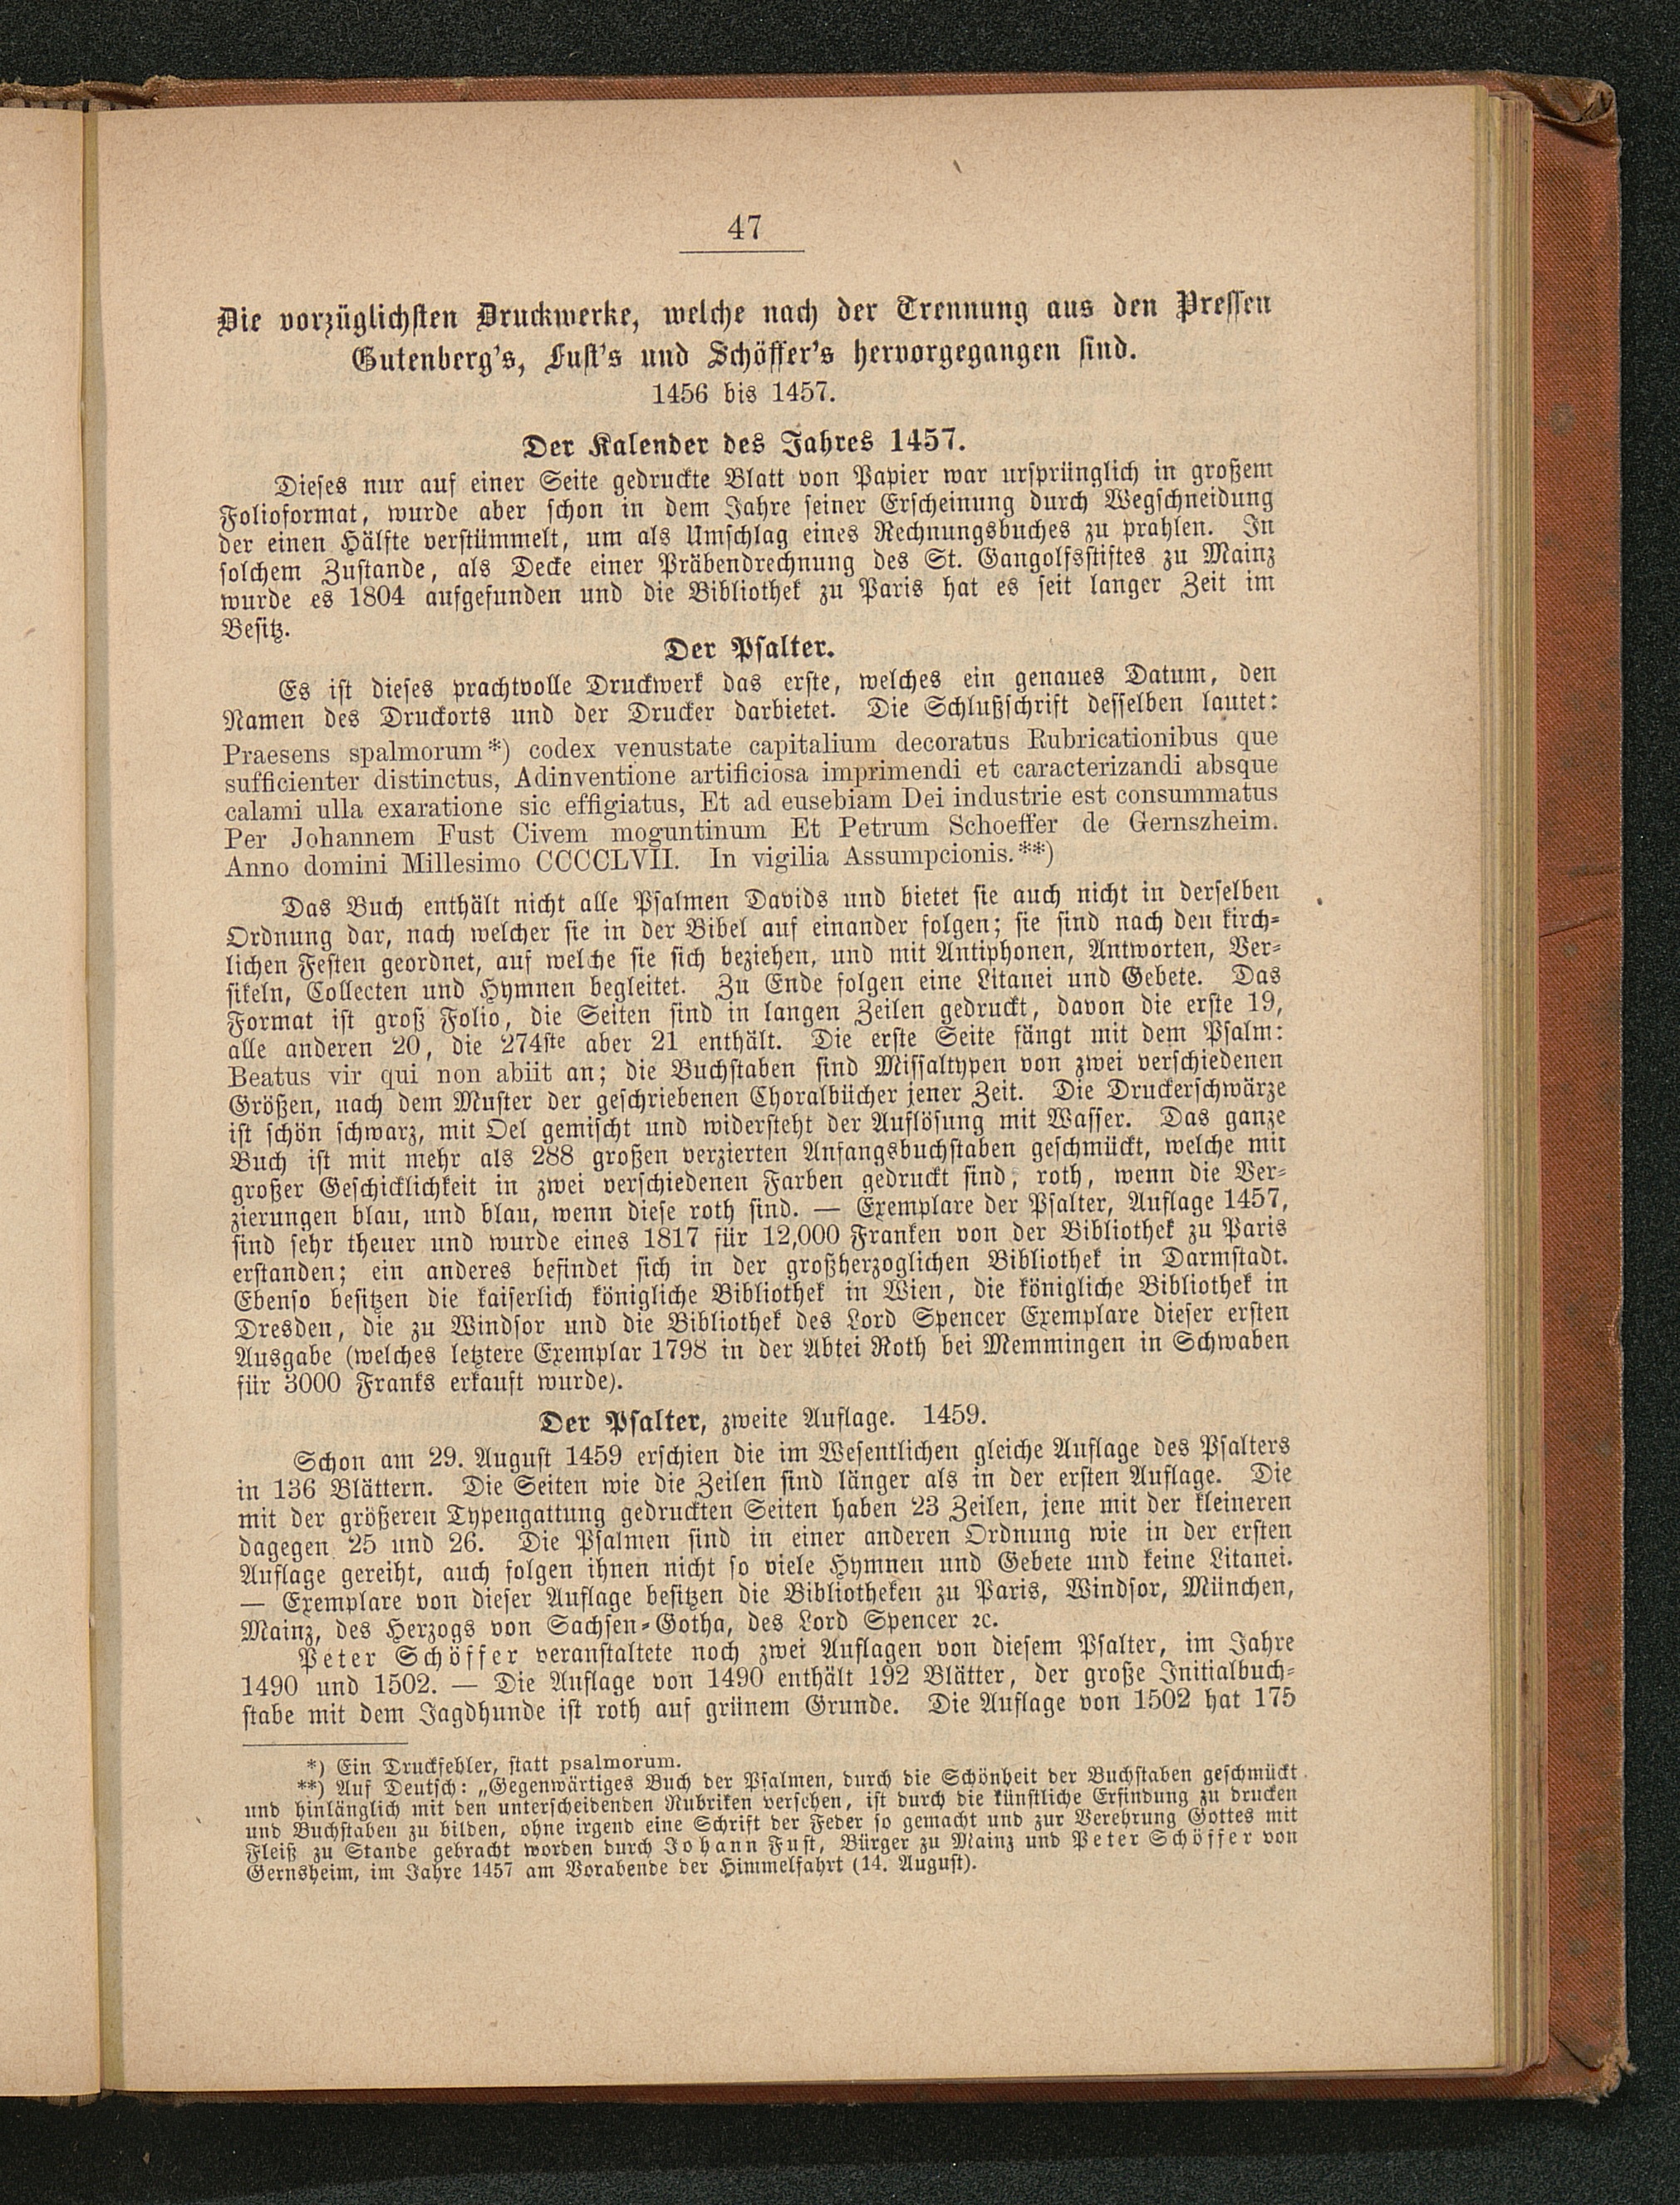 47
Die vorzüglichsten Druckwerke, welche nach der Trennung aus den Pressen
Gutenberg's, Fust's und Schöffer's hervorgegangen sind.
1456 bis 1457.
Der Kalender des Jahres 1457.
Dieses nur auf einer Seite gedruckte Blatt von Papier war ursprünglich in großem
Folioformat, wurde aber schon in dem Jahre seiner Erscheinung durch Wegschneidung
der einen Hälfte verstümmelt, um als Umschlag eines Rechnungsbuches zu prahlen. In
solchem Zustande, als Decke einer Präbendrechnung des St. Gangolfsstiftes zu Mainz
wurde es 1804 aufgefunden und die Bibliothek zu Paris hat es seit langer Zeit im
Besitz.
Der Psalter.
Es ist dieses prachtvolle Druckwerk das erste, welches ein genaues Datum, den
Namen des Druckorts und der Drucker darbietet. Die Schlußschrift desselben lautet:
Praesens spalmorum*) codex venustate capitalium decoratus Rubricationibus que
sufficienter distinctus, Adinventione artificiosa imprimendi et caracterizandi absque
calami ulla exaratione sic effigiatus, Et ad eusebiam Dei industrie est consummatus
Per Johannem Fust Civem moguntinum Et Petrum Schoeffer de Gernszheim.
Anno domini Millesimo CCCCLVII. In vigilia Assumpcionis.**)
Das Buch enthält nicht alle Psalmen Davids und bietet sie auch nicht in derselben
Ordnung dar, nach welcher sie in der Bibel auf einander folgen; sie sind nach den kirch-
lichen Festen geordnet, auf welche sie sich beziehen, und mit Antiphonen, Antworten, Ver-
sikeln, Collecten und Hymnen begleitet. Zu Ende folgen eine Litanei und Gebete. Das
Format ist groß Folio, die Seiten sind in langen Zeilen gedruckt, davon die erste 19,
alle anderen 20, die 274ste aber 21 enthält. Die erste Seite fängt mit dem Psalm:
Beatus vir qui non abiit an; die Buchstaben sind Missaltypen von zwei verschiedenen
Größen, nach dem Muster der geschriebenen Choralbücher jener Zeit. Die Druckerschwärze
ist schön schwarz, mit Oel gemischt und widersteht der Auflösung mit Wasser. Das ganze
Buch ist mit mehr als 288 großen verzierten Anfangsbuchstaben geschmückt, welche mit
großer Geschicklichkeit in zwei verschiedenen Farben gedruckt sind, roth, wenn die Ver-
zierungen blau, und blau, wenn diese roth sind. — Exemplare der Psalter, Auflage 1457,
sind sehr theuer und wurde eines 1817 für 12,000 Franken von der Bibliothek zu Paris
erstanden; ein anderes befindet sich in der großherzoglichen Bibliothek in Darmstadt.
Ebenso besitzen die kaiserlich königliche Bibliothek in Wien, die königliche Bibliothek in
Dresden, die zu Windsor und die Bibliothek des Lord Spencer Exemplare dieser ersten
Ausgabe (welches letztere Exemplar 1798 in der Abtei Roth bei Memmingen in Schwaben
für 3000 Franks erkauft wurde).
Der Psalter, zweite Auflage. 1459.
Schon am 29. August 1459 erschien die im Wesentlichen gleiche Auflage des Psalters
in 136 Blättern. Die Seiten wie die Zeilen sind länger als in der ersten Auflage. Die
mit der größeren Typengattung gedruckten Seiten haben 23 Zeilen, jene mit der kleineren
dagegen 25 und 26. Die Psalmen sind in einer anderen Ordnung wie in der ersten
Auflage gereiht, auch folgen ihnen nicht so viele Hymnen und Gebete und keine Litanei.
— Exemplare von dieser Auflage besitzen die Bibliotheken zu Paris, Windsor, München,
Mainz, des Herzogs von Sachsen-Gotha, des Lord Spencer ꝛc.
Peter Schöffer veranstaltete noch zwei Auflagen von diesem Psalter, im Jahre
1490 und 1502. — Die Auflage von 1490 enthält 192 Blätter, der große Initialbuch-
stabe mit dem Jagdhunde ist roth auf grünem Grunde. Die Auflage von 1502 hat 175
*) Ein Druckfehler, statt psalmorum.
**) Auf Deutsch: „Gegenwärtiges Buch der Psalmen, durch die Schönheit der Buchstaben geschmückt
und hinlänglich mit den unterscheidenden Rubriken versehen, ist durch die künstliche Erfindung zu drucken
und Buchstaben zu bilden, ohne irgend eine Schrift der Feder so gemacht und zur Verehrung Gottes mit
Fleiß zu Stande gebracht worden durch Johann Fust, Bürger zu Mainz und Peter Schöffer von
Gernsheim, im Jahre 1457 am Vorabende der Himmelfahrt (14. August).